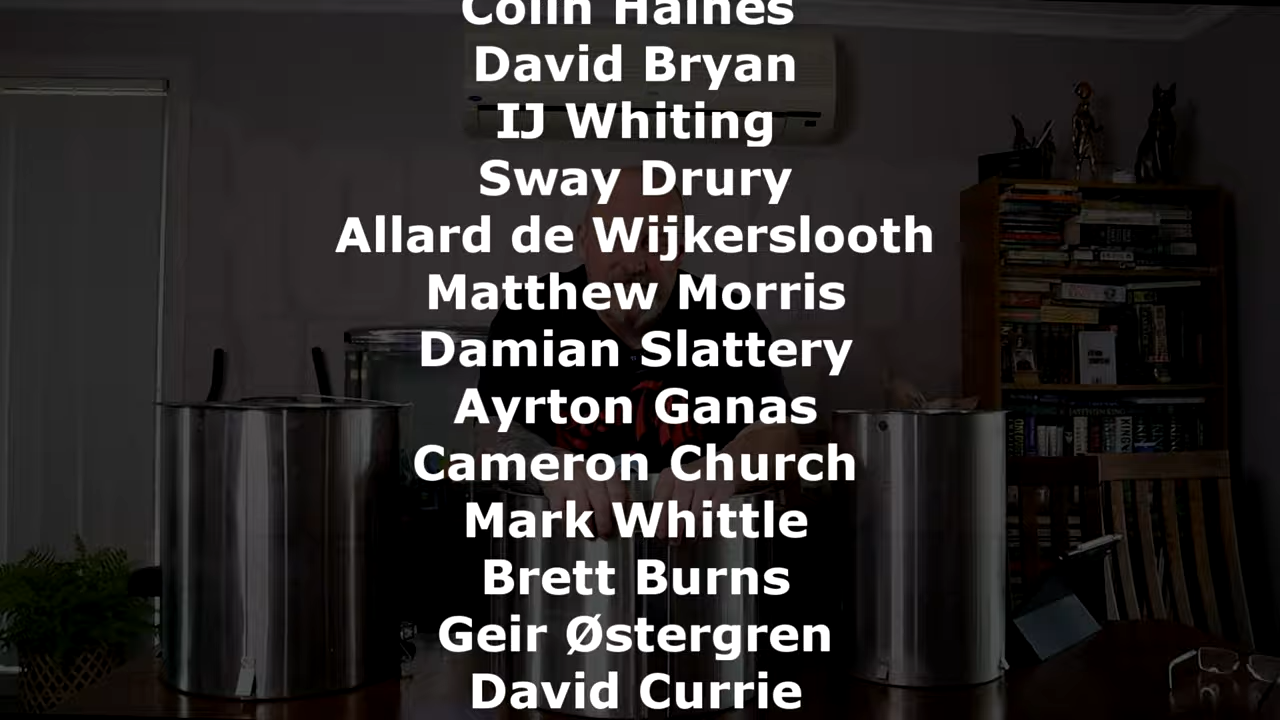 Colin Haines
David Bryan
IJ Whiting
Sway Drury
Allard de Wijkerslooth
Matthew Morris
Damian Slattery
Ayrton Ganas
Cameron Church
Mark Whittle
Brett Burns
Geir Østergren
David Currie